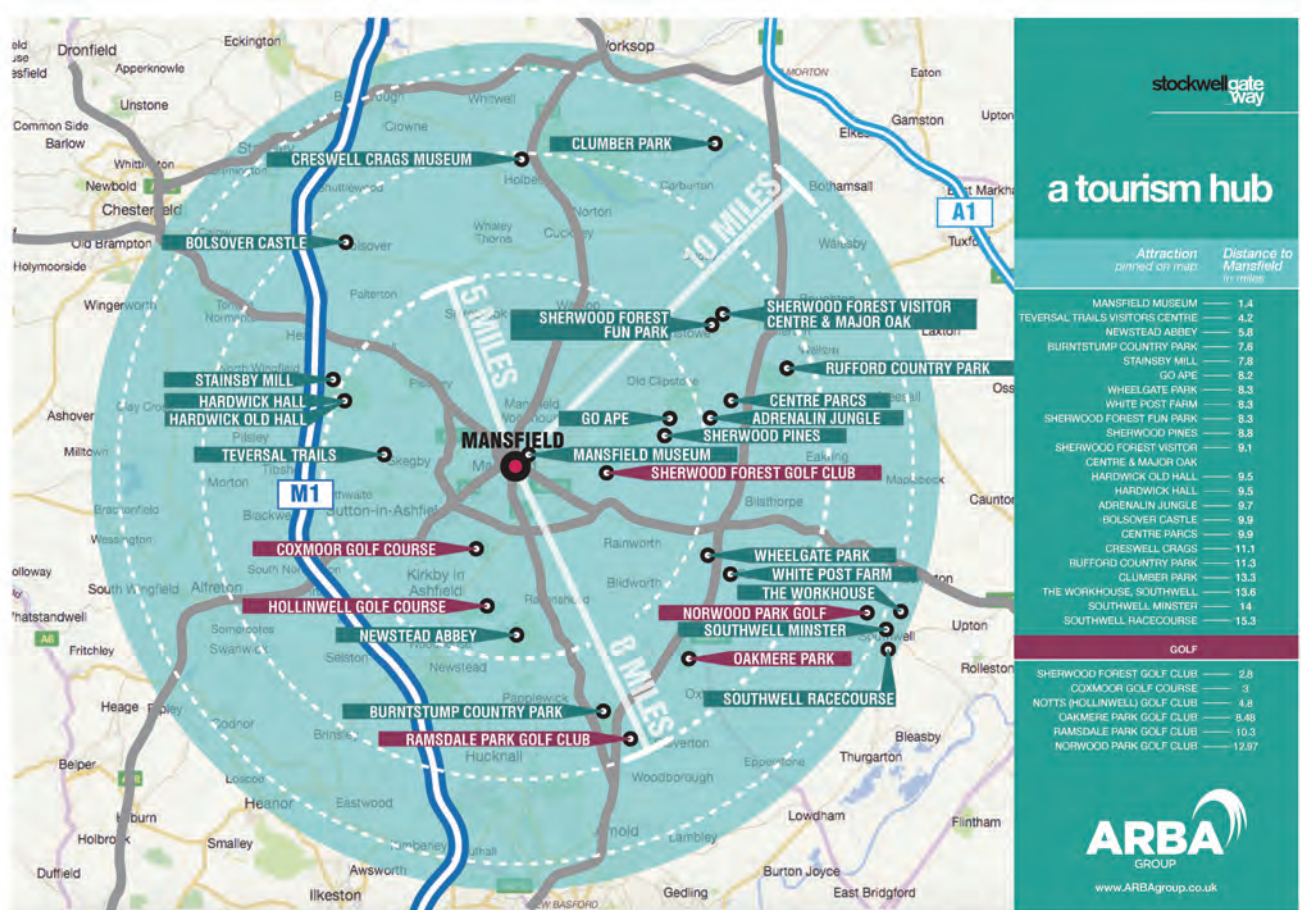 Dronfield
Eckington
Worksop
MORTON
Eaton
Apperknowle
Unstone
Whitwell
Clowne
Common Side
Barlow
Gamston
Upton
CLUMBER PARK
CRESWELL CRAGS MUSEUM
Whittington
Newbold
Shuttlewood
Carburton
Bothamsall
Chesterfield
Norton
10 MILES
A1
Old Brampton
BOLSOVER CASTLE
Whaley
Thorns
Cuckney
Walesby
Holymoorside
Wingerworth
Palterton
5 MILES
SHERWOOD FOREST
FUN PARK
SHERWOOD FOREST VISITOR
CENTRE & MAJOR OAK
Laxton
RUFFORD COUNTRY PARK
STAINSBY MILL
HARDWICK HALL
HARDWICK OLD HALL
Old Clipstone
Ashover
CENTRE PARCS
GO APE
ADRENALIN JUNGLE
SHERWOOD PINES
Pilsley
Milltown
TEVERSAL TRAILS
Skegby
MANSFIELD
MANSFIELD MUSEUM
Eakling
SHERWOOD FOREST GOLF CLUB
Morton
M1
Maplebeck
Bilsthorpe
Brackenfield
Sutton-in-Ashfield
Wessington
COXMOOR GOLF COURSE
Rainworth
WHEELGATE PARK
WHITE POST FARM
Kirkby in
Ashfield
Blidworth
South Wingfield
Alfreton
THE WORKHOUSE
HOLLINWELL GOLF COURSE
NORWOOD PARK GOLF
A6
Somercotes
Swanwick
NEWSTEAD ABBEY
SOUTHWELL MINSTER
Upton
Fritchley
Selston
Newstead
OAKMERE PARK
Rolleston
8 MILES
SOUTHWELL RACECOURSE
Heage
Ripley
Papplewick
BURNTSTUMP COUNTRY PARK
Codnor
Brinsley
RAMSDALE PARK GOLF CLUB
Hucknall
Bleasby
Thurgarton
Epperstone
Belper
Woodborough
Loscoe
Heanor
Eastwood
Lowdham
Flintham
Kilburn
Arnold
Lambley
Holbrook
Smalley
Awsworth
Duffield
Burton Joyce
Ilkeston
Gedling
East Bridgford
NEW BASFORD
stockwellgate
way
a tourism hub
Attraction
pinned on map
Distance to
Mansfield
in miles
MANSFIELD MUSEUM 1.4
TEVERSAL TRAILS VISITORS CENTRE 4.2
NEWSTEAD ABBEY 5.8
BURNTSTUMP COUNTRY PARK 7.6
STAINSBY MILL 7.8
GO APE 8.2
WHEELGATE PARK 8.3
WHITE POST FARM 8.3
SHERWOOD FOREST FUN PARK 8.3
SHERWOOD PINES 8.8
SHERWOOD FOREST VISITOR 9.1
CENTRE & MAJOR OAK
HARDWICK OLD HALL 9.5
HARDWICK HALL 9.5
ADRENALIN JUNGLE 9.7
BOLSOVER CASTLE 9.9
CENTRE PARCS 9.9
CRESWELL CRAGS 11.1
RUFFORD COUNTRY PARK 11.3
CLUMBER PARK 13.3
THE WORKHOUSE, SOUTHWELL 13.6
SOUTHWELL MINSTER 14
SOUTHWELL RACECOURSE 15.3
GOLF
SHERWOOD FOREST GOLF CLUB 2.8
COXMOOR GOLF COURSE 3
NOTTS (HOLLINWELL) GOLF CLUB 4.8
OAKMERE PARK GOLF CLUB 8.48
RAMSDALE PARK GOLF CLUB 10.3
NORWOOD PARK GOLF CLUB 12.97
ARBA
GROUP
www.ARBAgroup.co.uk